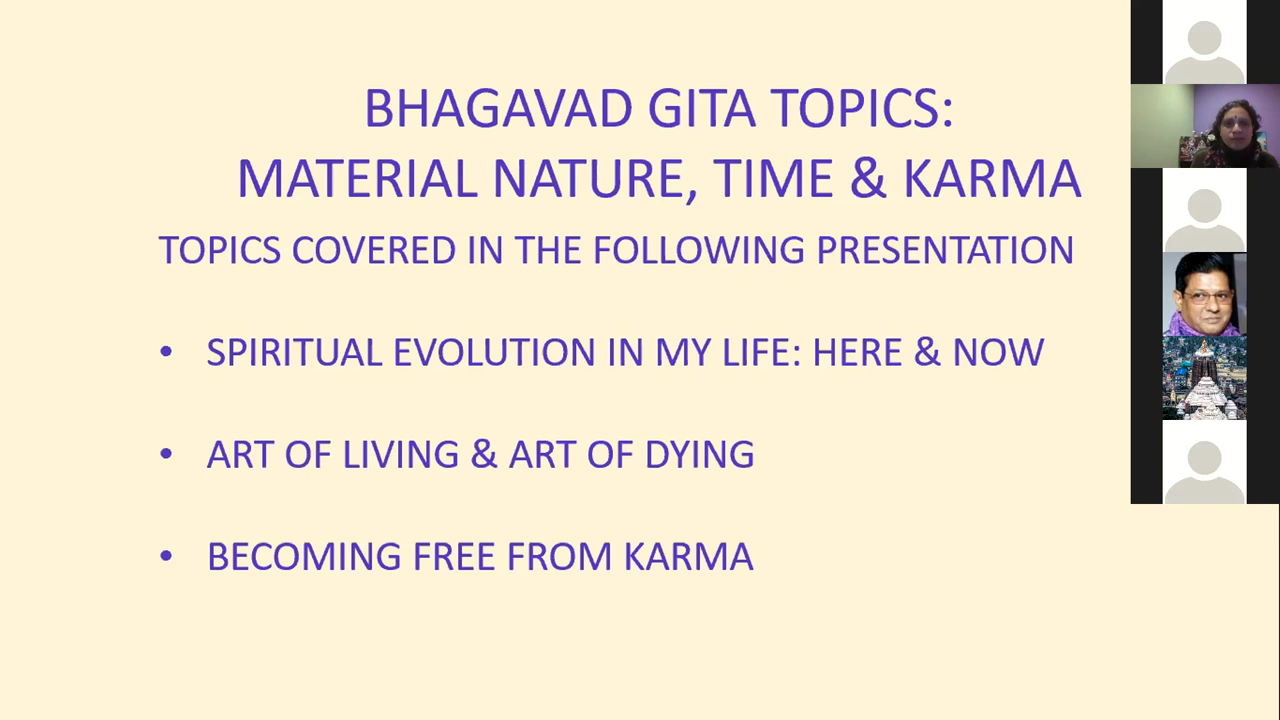 BHAGAVAD GITA TOPICS:
MATERIAL NATURE, TIME & KARMA
TOPICS COVERED IN THE FOLLOWING PRESENTATION
• SPIRITUAL EVOLUTION IN MY LIFE: HERE & NOW
• ART OF LIVING & ART OF DYING
• BECOMING FREE FROM KARMA